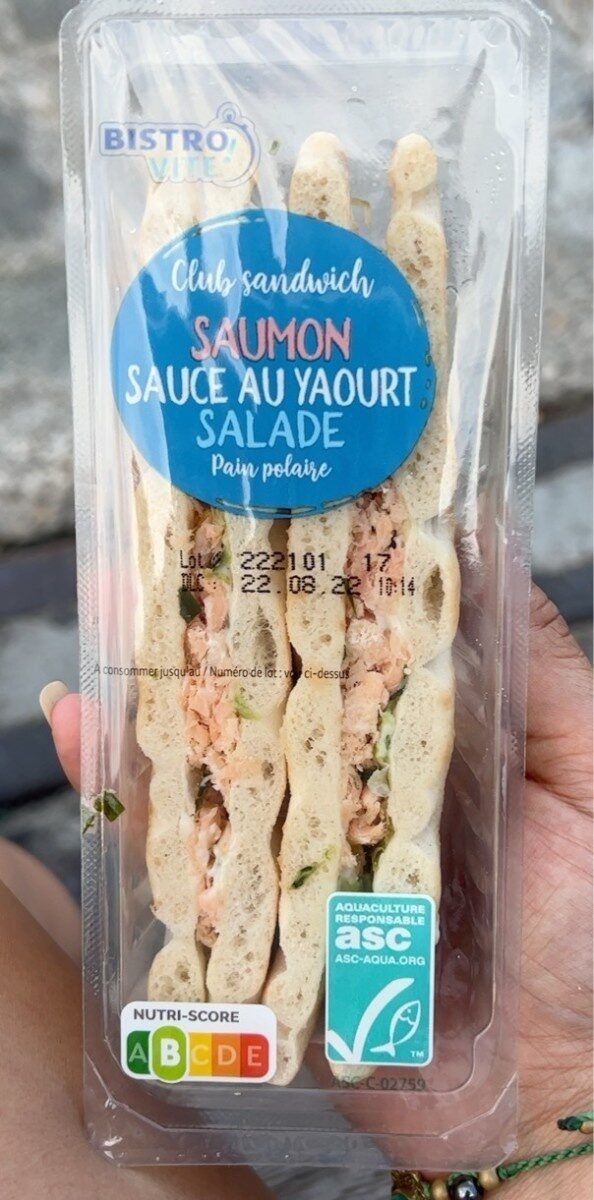 BISTRO
VITE!
Club sandwich
SAUMON
SAUCE AU YAOURT
SALADE
Pain polaire
Lot 222101 17
DLC : 22.08.22 10:14
A consommer jusqu'au / Numéro de lot : voir ci-dessus
AQUACULTURE
RESPONSABLE
asc
ASC-AQUA.ORG
TM
ASC-C-02759
NUTRI-SCORE
A B C D E